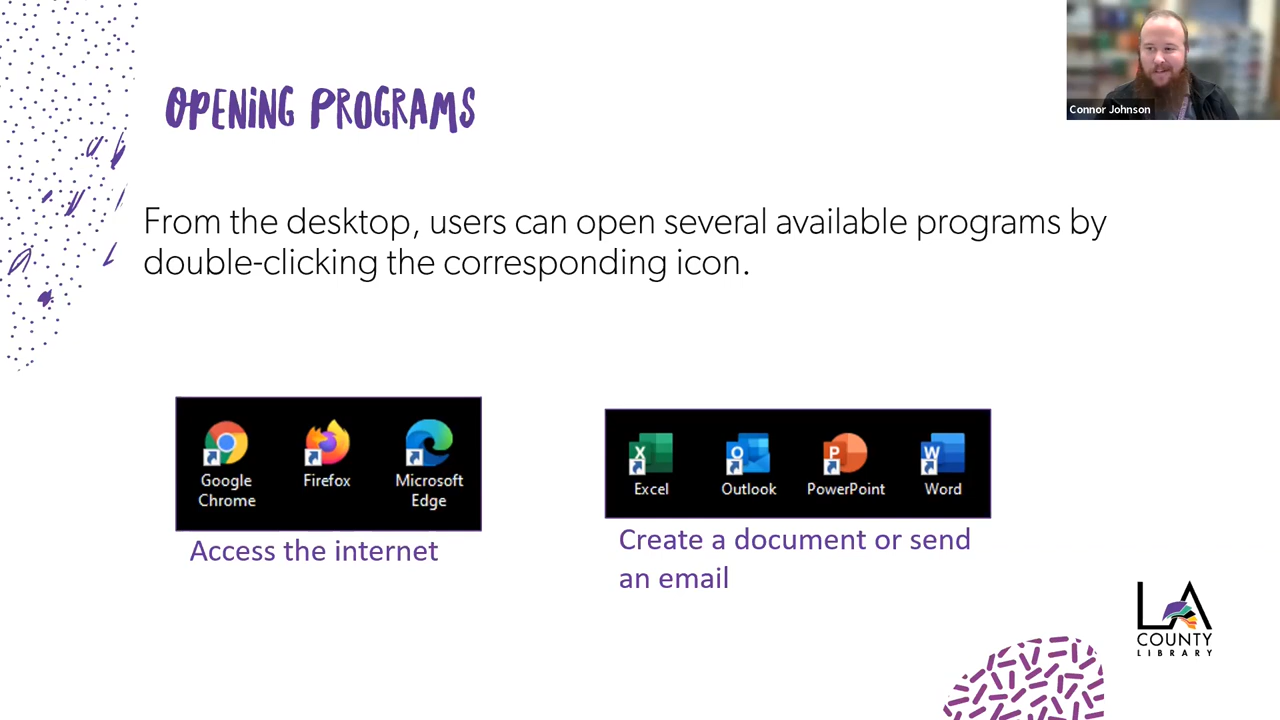 Connor Johnson
OPENING PROGRAMS
From the desktop, users can open several available programs by
double-clicking the corresponding icon.
Google
Chrome
Firefox
Microsoft
Edge
Access the internet
X
Excel
O
Outlook
P
PowerPoint
W
Word
Create a document or send
an email
LA
COUNTY
LIBRARY